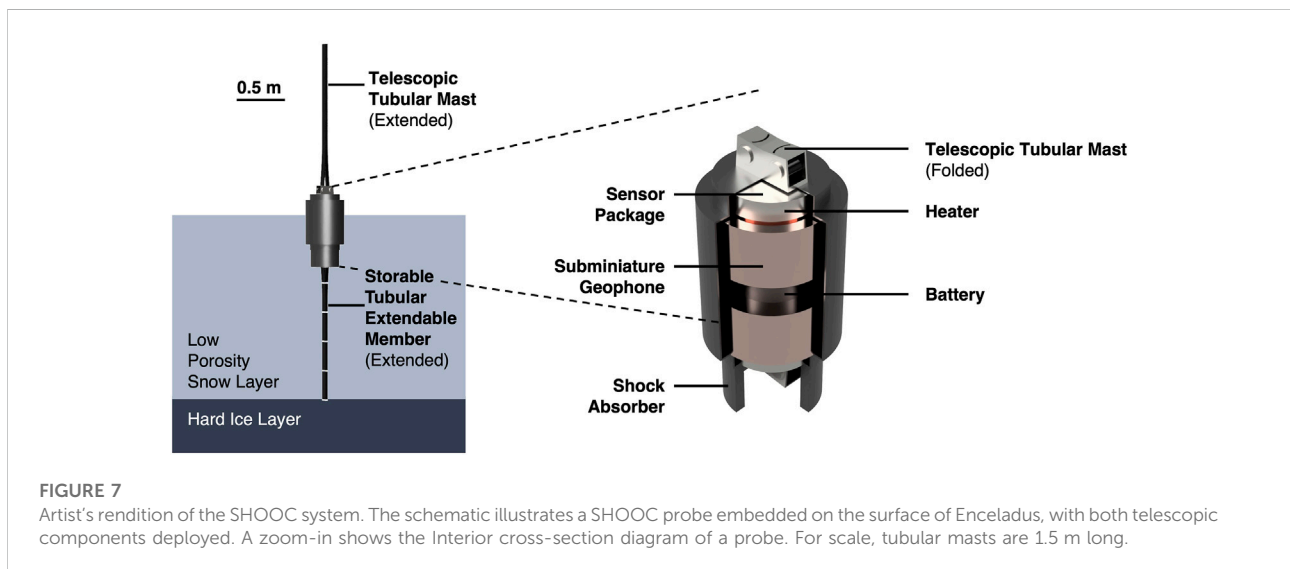 0.5 m
Telescopic
Tubular Mast
(Extended)
Storable
Tubular
Extendable
Member
(Extended)
Low
Porosity
Snow Layer
Hard Ice Layer
Sensor
Package
Subminiature
Geophone
Shock
Absorber
Telescopic Tubular Mast
(Folded)
Heater
Battery
FIGURE 7
Artist's rendition of the SHOOC system. The schematic illustrates a SHOOC probe embedded on the surface of Enceladus, with both telescopic
components deployed. A zoom-in shows the Interior cross-section diagram of a probe. For scale, tubular masts are 1.5 m long.